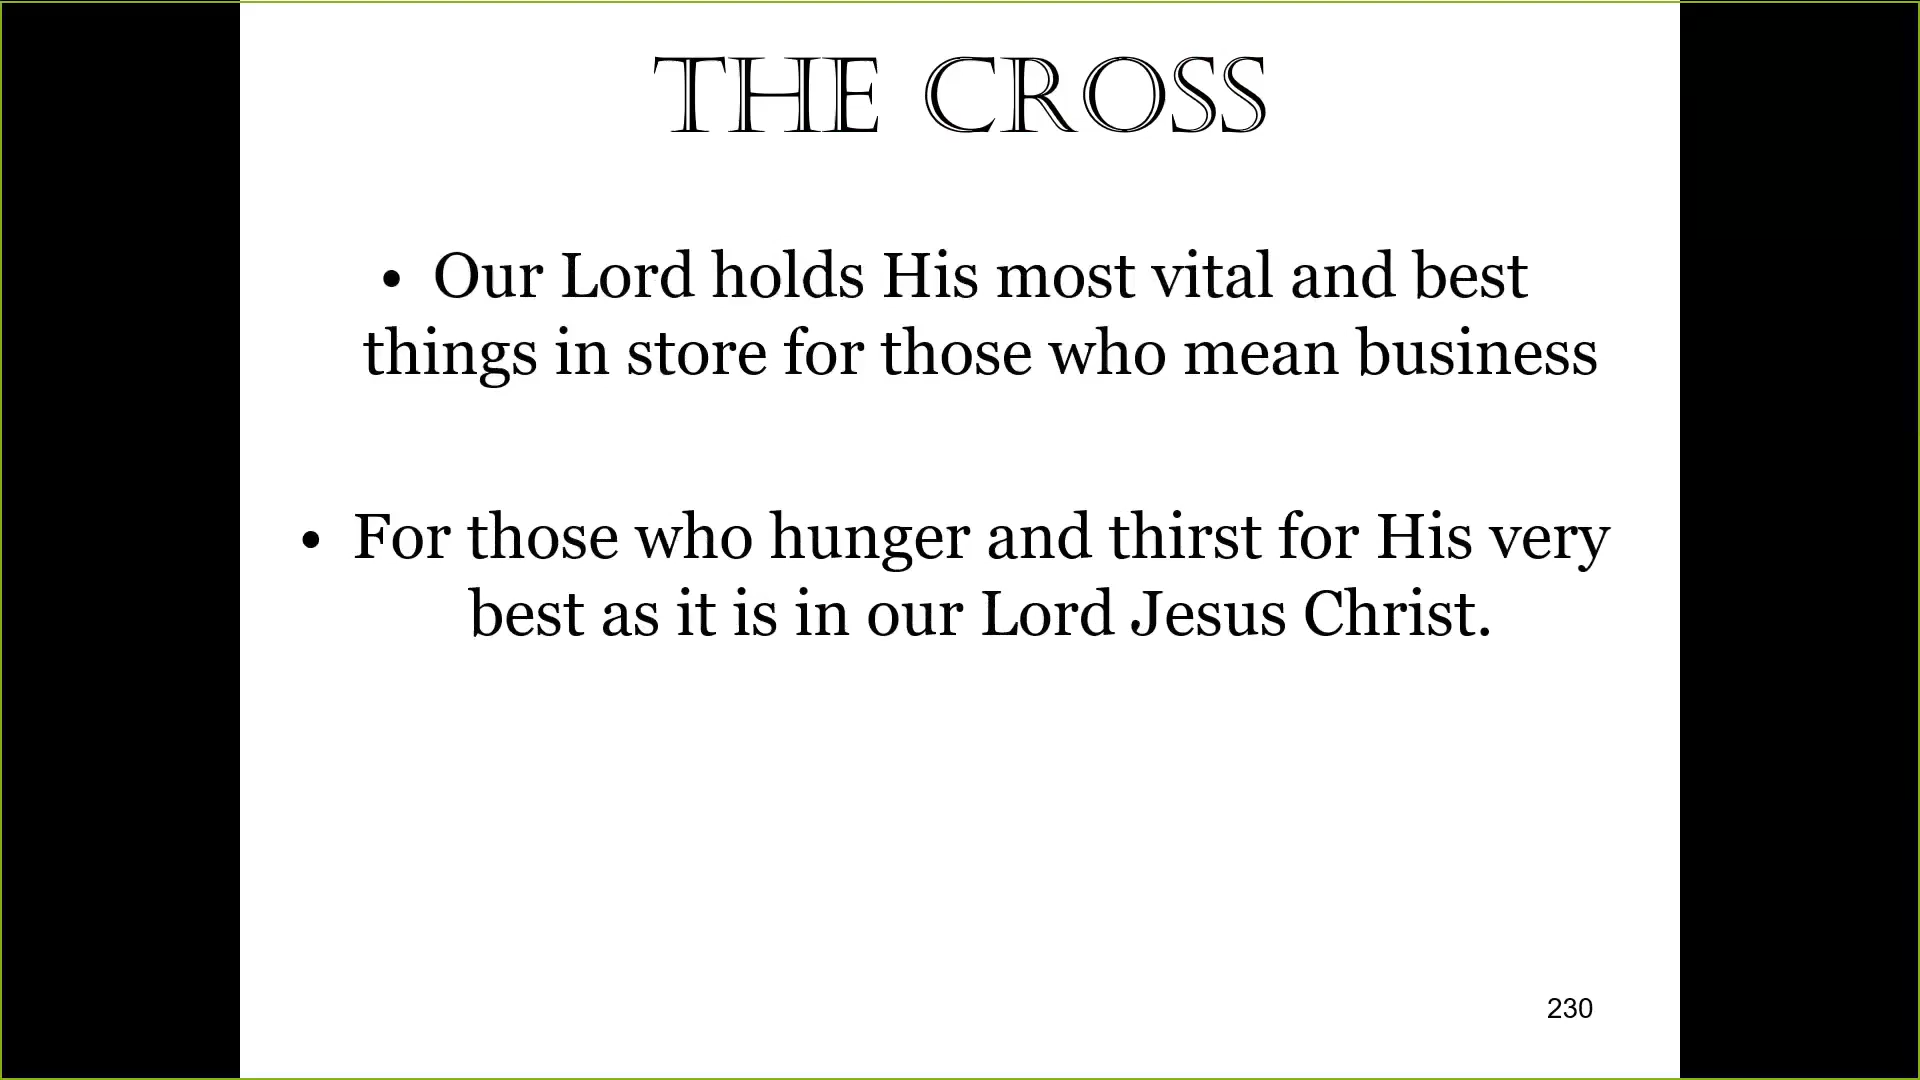 THE CROSS
• Our Lord holds His most vital and best
things in store for those who mean business
• For those who hunger and thirst for His very
best as it is in our Lord Jesus Christ.
230